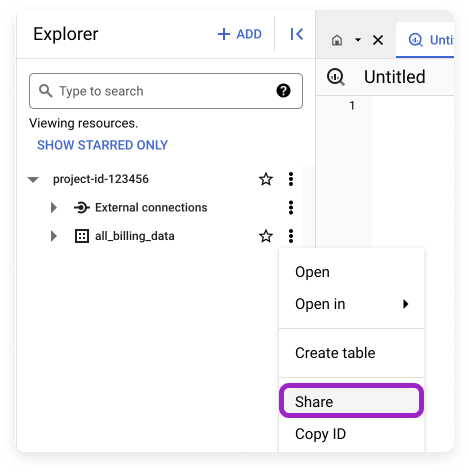 Explorer
+ ADD
Untit
Untitled
Type to search
?
1
Viewing resources.
SHOW STARRED ONLY
project-id-123456
External connections
all_billing_data
Open
Open in
Create table
Share
Copy ID